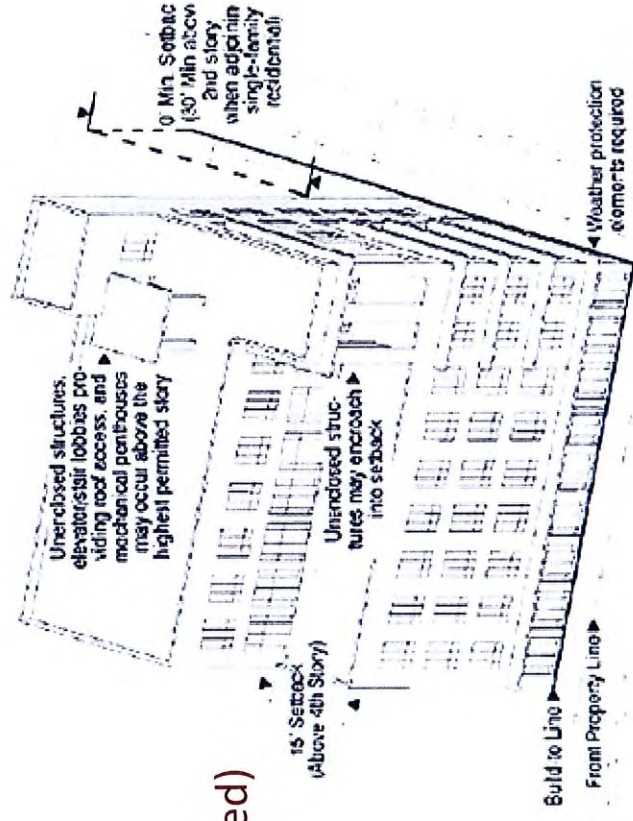 0' Min. Setbac
(30' Min above
2nd story
when adjoinin
single-family
residential)
Unenclosed structures,
elevator/stair lobbies pro-
viding roof access, and
mechanical penthouses
may occur above the
highest permitted story
Unenclosed struc-
tures may encroach
into setback
15' Setback
(Above 4th Story)
ed)
Weather protection
elements required
Build to Line
Front Property Line